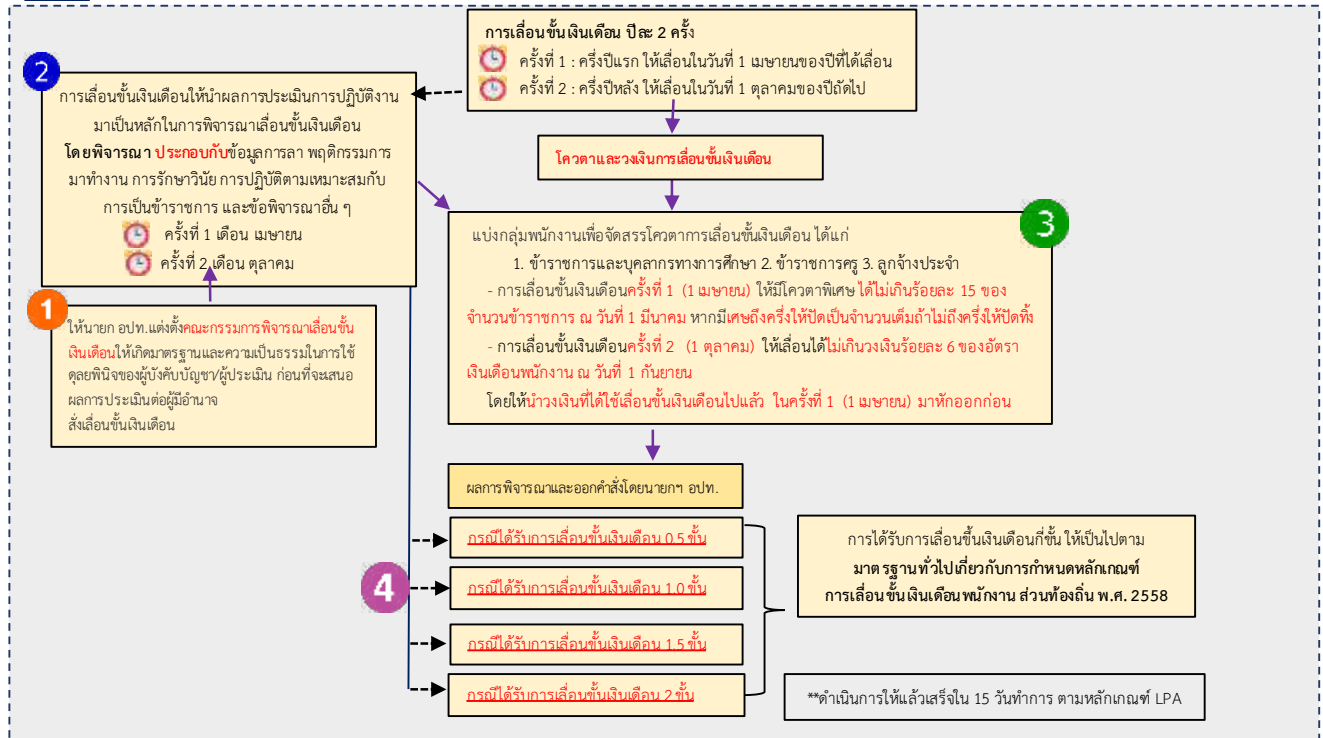 การเลื่อนขั้นเงินเดือน ปีละ 2 ครั้ง
ครั้งที่ 1 : ครึ่งปีแรก ให้เลื่อนในวันที่ 1 เมษายนของปีที่ได้เลื่อน
ครั้งที่ 2 : ครึ่งปีหลัง ให้เลื่อนในวันที่ 1 ตุลาคมของปีถัดไป
2
การเลื่อนขั้นเงินเดือนให้นำผลการประเมินการปฏิบัติงาน
มาเป็นหลักในการพิจารณาเลื่อนขั้นเงินเดือน
โดยพิจารณา ประกอบกับข้อมูลการลา พฤติกรรมการ
มาทำงาน การรักษาวินัย การปฏิบัติตามเหมาะสมกับ
การเป็นข้าราชการ และข้อพิจารณาอื่น ๆ
ครั้งที่ 1 เดือน เมษายน
ครั้งที่ 2 เดือน ตุลาคม
โควตาและวงเงินการเลื่อนขั้นเงินเดือน
3
แบ่งกลุ่มพนักงานเพื่อจัดสรรโควตาการเลื่อนขั้นเงินเดือน ได้แก่
1. ข้าราชการและบุคลากรทางการศึกษา 2. ข้าราชการครู 3. ลูกจ้างประจำ
- การเลื่อนขั้นเงินเดือนครั้งที่ 1 (1 เมษายน) ให้มีโควตาพิเศษ ได้ไม่เกินร้อยละ 15 ของ
จำนวนข้าราชการ ณ วันที่ 1 มีนาคม หากมีเศษถึงครึ่งให้ปัดเป็นจำนวนเต็มถ้าไม่ถึงครึ่งให้ปัดทิ้ง
- การเลื่อนขั้นเงินเดือนครั้งที่ 2 (1 ตุลาคม) ให้เลื่อนได้ไม่เกินวงเงินร้อยละ 6 ของอัตรา
เงินเดือนพนักงาน ณ วันที่ 1 กันยายน
โดยให้นำวงเงินที่ได้ใช้เลื่อนขั้นเงินเดือนไปแล้ว ในครั้งที่ 1 (1 เมษายน) มาหักออกก่อน
1
ให้นายก อปท.แต่งตั้งคณะกรรมการพิจารณาเลื่อนขั้น
เงินเดือนให้เกิดมาตรฐานและความเป็นธรรมในการใช้
ดุลยพินิจของผู้บังคับบัญชา/ผู้ประเมิน ก่อนที่จะเสนอ
ผลการประเมินต่อผู้มีอำนาจ
สั่งเลื่อนขั้นเงินเดือน
ผลการพิจารณาและออกคำสั่งโดยนายกฯ อปท.
4
กรณีได้รับการเลื่อนขั้นเงินเดือน 0.5 ขั้น
กรณีได้รับการเลื่อนขั้นเงินเดือน 1.0 ขั้น
กรณีได้รับการเลื่อนขั้นเงินเดือน 1.5 ขั้น
กรณีได้รับการเลื่อนขั้นเงินเดือน 2 ขั้น
การได้รับการเลื่อนขึ้นเงินเดือนกี่ขั้น ให้เป็นไปตาม
มาตรฐานทั่วไปเกี่ยวกับการกำหนดหลักเกณฑ์
การเลื่อนขั้นเงินเดือนพนักงาน ส่วนท้องถิ่น พ.ศ. 2558
**ดำเนินการให้แล้วเสร็จใน 15 วันทำการ ตามหลักเกณฑ์ LPA